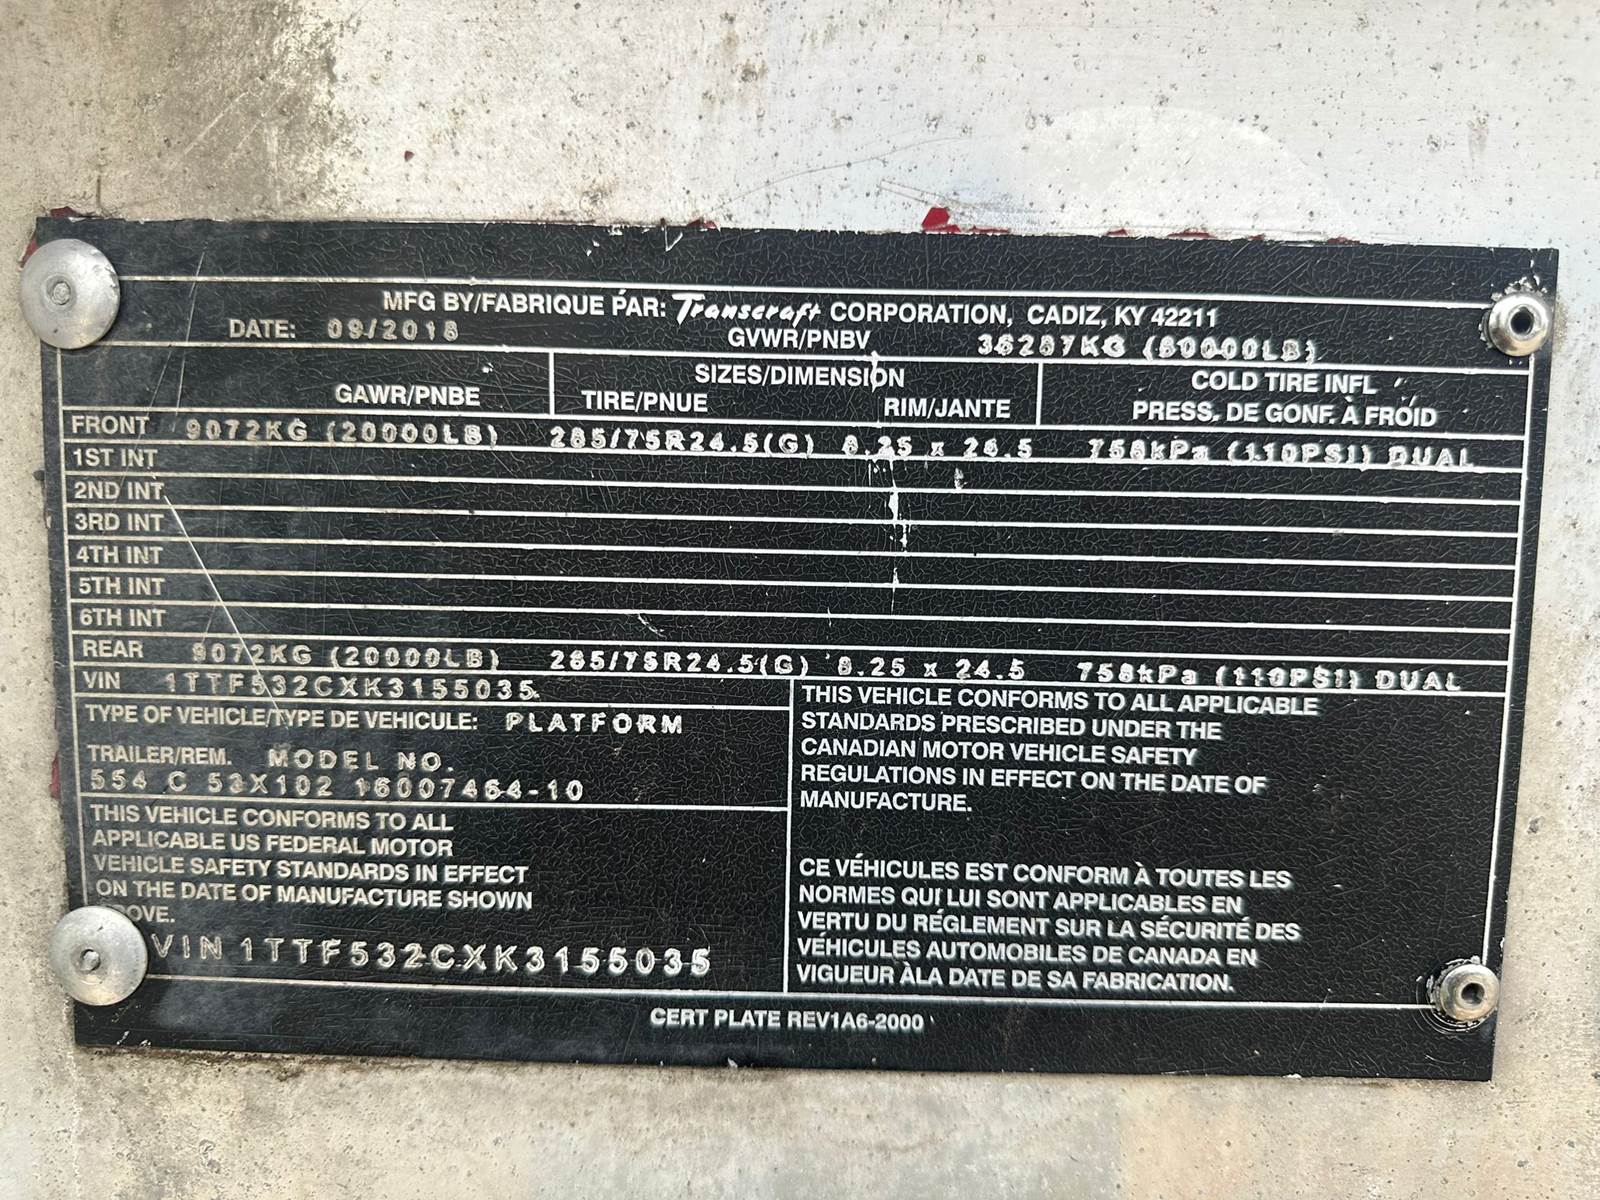 MFG BY/FABRIQUE PAR: Transcraft CORPORATION, CADIZ, KY 42211
DATE: 09/2018 GVWR/PNBV 36287KG (80000LB)
GAWR/PNBE SIZES/DIMENSION COLD TIRE INFL
TIRE/PNUE RIM/JANTE PRESS. DE GONF. À FROID
FRONT 9072KG (20000LB) 285/75R24.5(G) 8.25 x 24.5 758kPa (110PSI) DUAL
1ST INT
2ND INT
3RD INT
4TH INT
5TH INT
6TH INT
REAR 9072KG (20000LB) 285/75R24.5(G) 8.25 x 24.5 758kPa (110PSI) DUAL
VIN 1TTF532CXK3155035
TYPE OF VEHICLE/TYPE DE VEHICULE: PLATFORM
TRAILER/REM. MODEL NO.
554 C 53X102 16007464-10
THIS VEHICLE CONFORMS TO ALL
APPLICABLE US FEDERAL MOTOR
VEHICLE SAFETY STANDARDS IN EFFECT
ON THE DATE OF MANUFACTURE SHOWN
ABOVE.
VIN 1TTF532CXK3155035
THIS VEHICLE CONFORMS TO ALL APPLICABLE
STANDARDS PRESCRIBED UNDER THE
CANADIAN MOTOR VEHICLE SAFETY
REGULATIONS IN EFFECT ON THE DATE OF
MANUFACTURE.
CE VÉHICULES EST CONFORM À TOUTES LES
NORMES QUI LUI SONT APPLICABLES EN
VERTU DU RÉGLEMENT SUR LA SÉCURITÉ DES
VÉHICULES AUTOMOBILES DE CANADA EN
VIGUEUR ÀLA DATE DE SA FABRICATION.
CERT PLATE REV1A6-2000